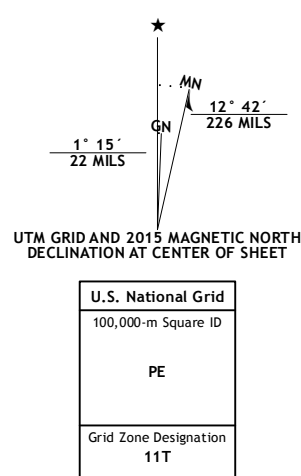 ★
MN
GN
12° 42´
226 MILS
1° 15´
22 MILS
UTM GRID AND 2015 MAGNETIC NORTH
DECLINATION AT CENTER OF SHEET
U.S. National Grid
100,000-m Square ID
PE
Grid Zone Designation
11T